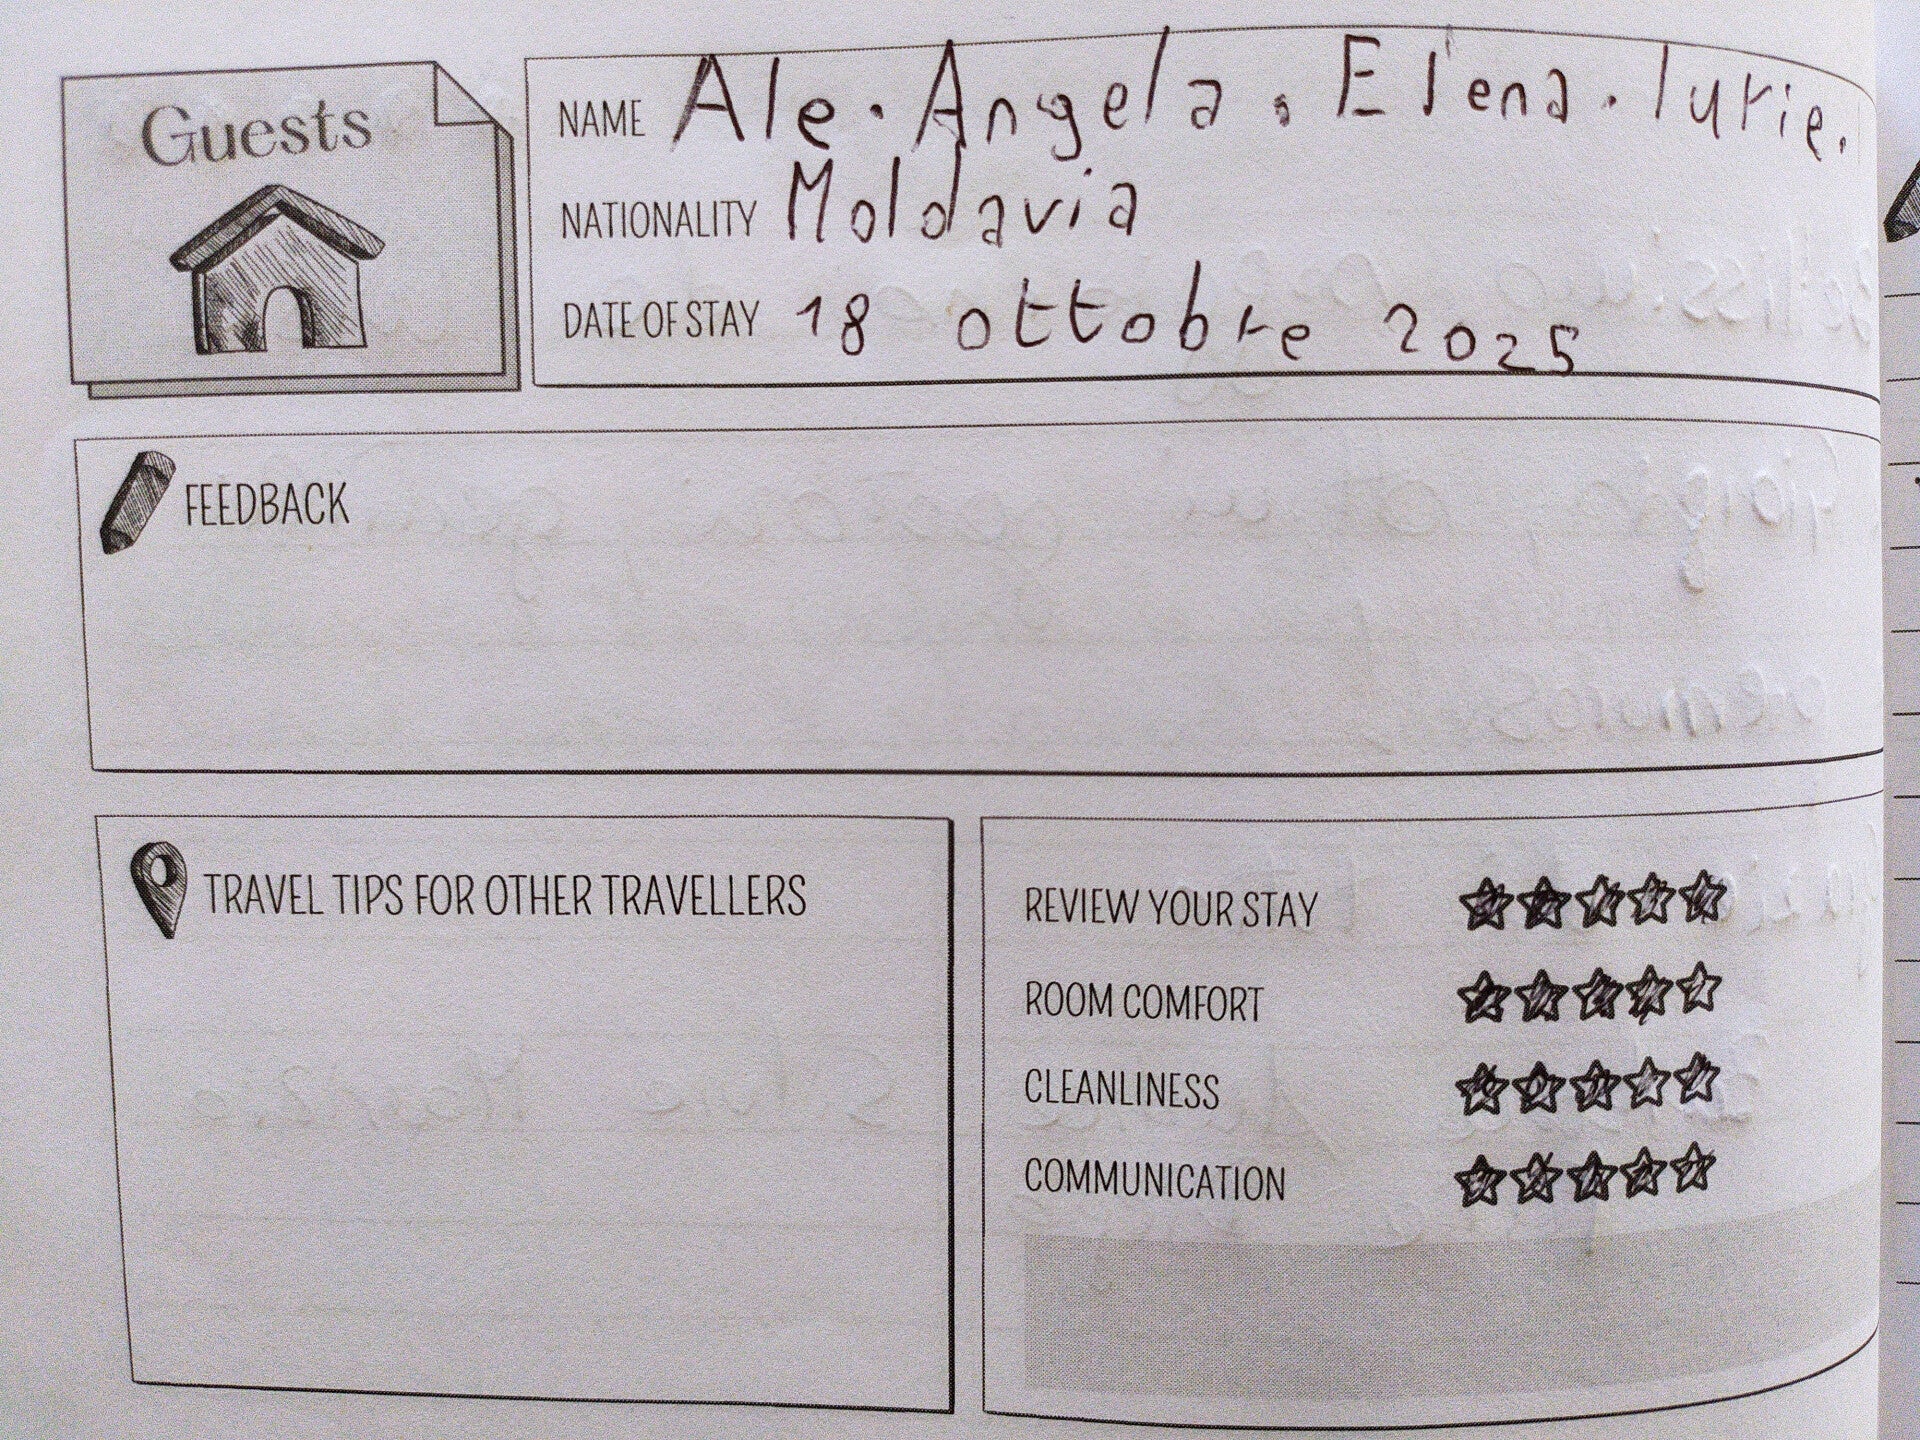 Guests
NAME Ale. Angela. Elena. Iurie.
NATIONALITY Moldavia
DATE OF STAY 18 ottobre 2025
FEEDBACK
TRAVEL TIPS FOR OTHER TRAVELLERS
REVIEW YOUR STAY
ROOM COMFORT
CLEANLINESS
COMMUNICATION